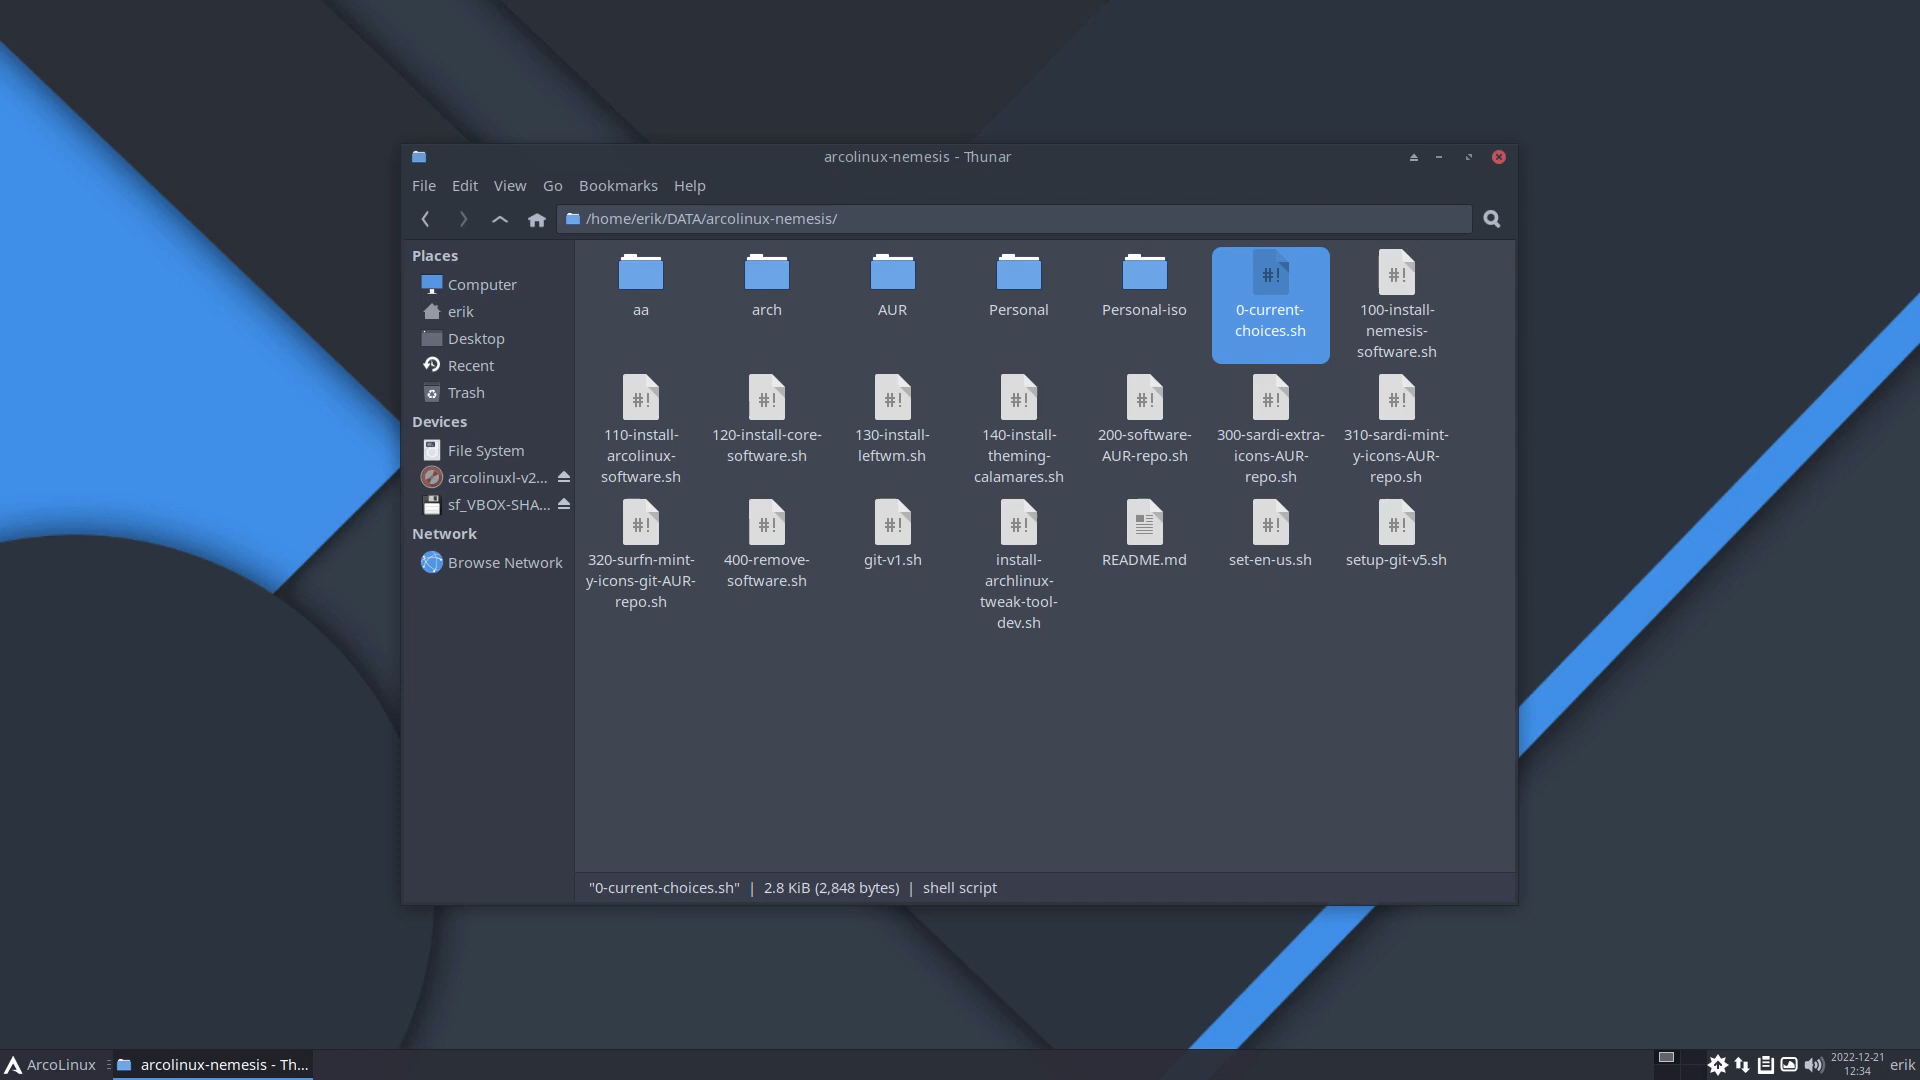 arcolinux-nemesis - Thunar
File Edit View Go Bookmarks Help
/home/erik/DATA/arcolinux-nemesis/
Places
Computer
erik
Desktop
Recent
Trash
Devices
File System
arcolinuxl-v2...
sf_VBOX-SHA...
Network
Browse Network
aa
arch
AUR
Personal
Personal-iso
0-current-
choices.sh
100-install-
nemesis-
software.sh
110-install-
arcolinux-
software.sh
120-install-core-
software.sh
130-install-
leftwm.sh
140-install-
theming-
calamares.sh
200-software-
AUR-repo.sh
300-sardi-extra-
icons-AUR-
repo.sh
310-sardi-mint-
y-icons-AUR-
repo.sh
320-surfn-mint-
y-icons-git-AUR-
repo.sh
400-remove-
software.sh
git-v1.sh
install-
archlinux-
tweak-tool-
dev.sh
README.md
set-en-us.sh
setup-git-v5.sh
"0-current-choices.sh" | 2.8 KiB (2,848 bytes) | shell script
ArcoLinux
arcolinux-nemesis - Th...
2022-12-21
12:34
erik